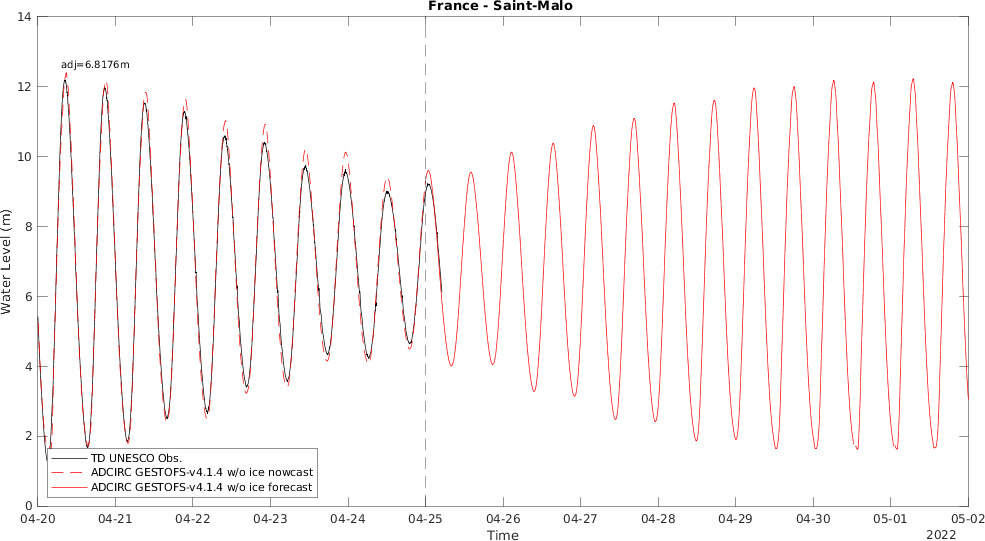 France - Saint-Malo
14
12
10
8
6
4
2
0
Water Level (m)
adj=6.8176m
TD UNESCO Obs.
ADCIRC GESTOFS-v4.1.4 w/o ice nowcast
ADCIRC GESTOFS-v4.1.4 w/o ice forecast
04-20 04-21 04-22 04-23 04-24 04-25 04-26 04-27 04-28 04-29 04-30 05-01 05-02
Time
2022